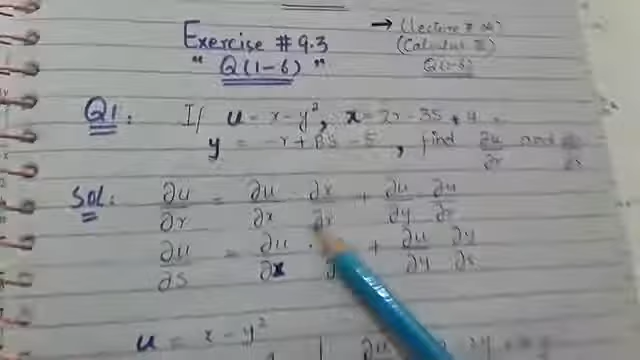 Exercise # 9.3
" Q(1-6) "
→ (Lecture #
(Calculus II)
Q(1-6)
Q1: If u = x - y², x = 2r - 3s + 4
y = -r + 8s - 5, find ∂u/∂r and
SOL: ∂u/∂r = ∂u/∂x ∂x/∂r + ∂u/∂y
∂u/∂s = ∂u/∂x · + ∂u/∂y ∂y/∂s
u = x - y²